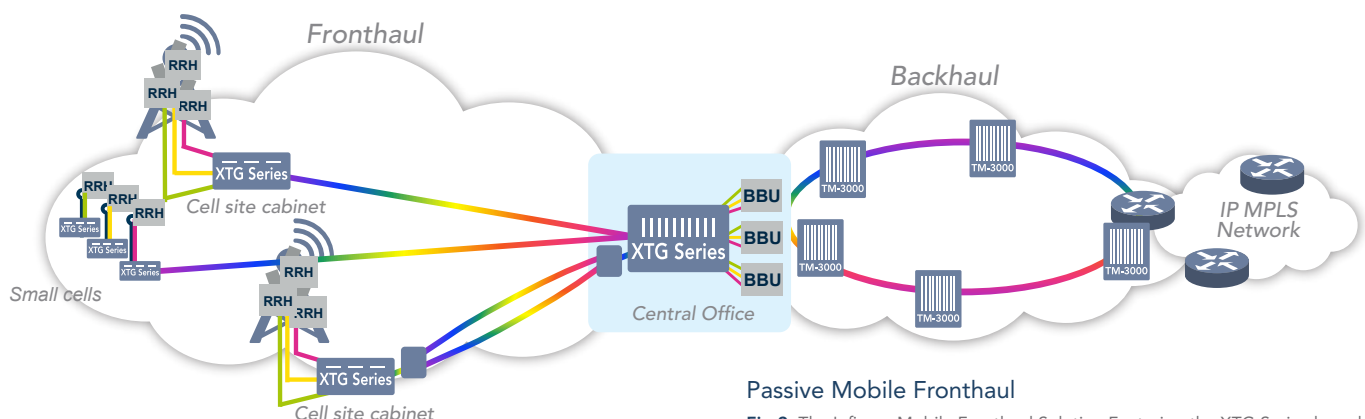 Fronthaul
Backhaul
RRH
RRH
RRH
XTG Series
Cell site cabinet
RRH
RRH
RRH
XTG Series
XTG Series
XTG Series
Small cells
RRH
RRH
RRH
XTG Series
Cell site cabinet
XTG Series
BBU
BBU
BBU
Central Office
TM-3000
TM-3000
TM-3000
TM-3000
TM-3000
IP MPLS
Network
Passive Mobile Fronthaul